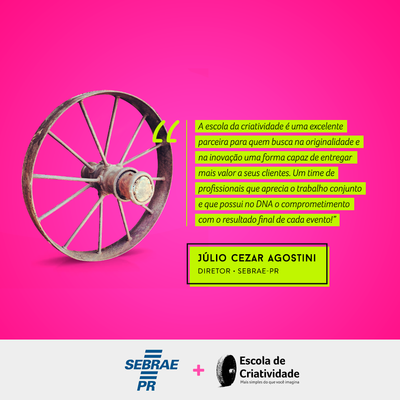 “
A escola da criatividade é uma excelente
parceira para quem busca na originalidade e
na inovação uma forma capaz de entregar
mais valor a seus clientes. Um time de
profissionais que aprecia o trabalho conjunto
e que possui no DNA o comprometimento
com o resultado final de cada evento!"
JÚLIO CEZAR AGOSTINI
DIRETOR • SEBRAE-PR
SEBRAE
PR
+
Escola de
Criatividade
Mais simples do que você imagina